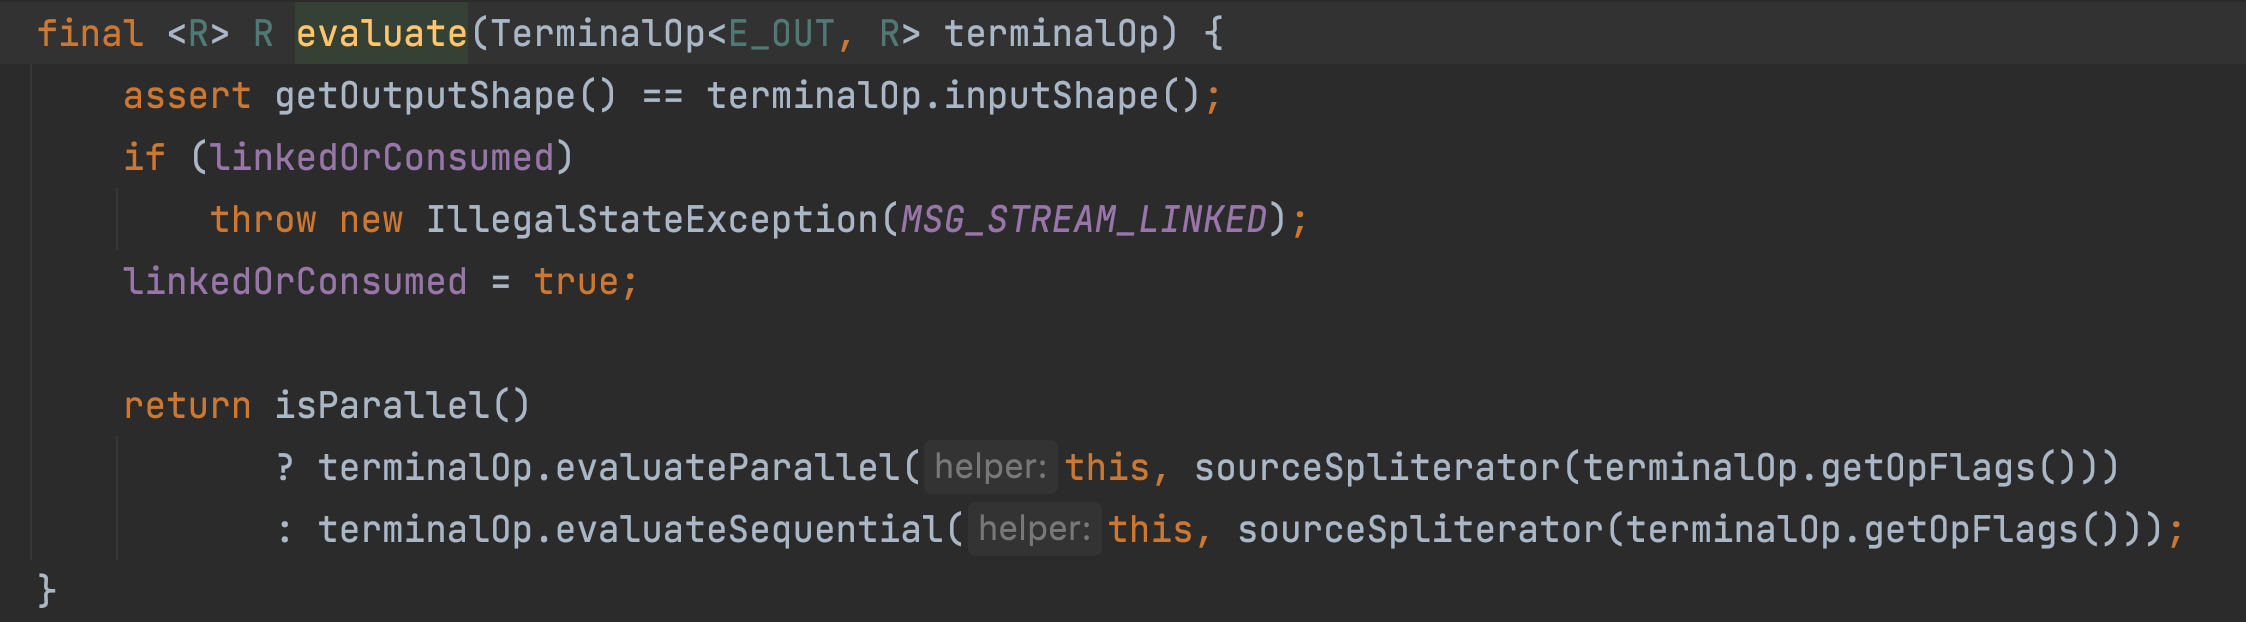 final <R> R evaluate(TerminalOp<E_OUT, R> terminalOp) {
assert getOutputShape() == terminalOp.inputShape();
if (linkedOrConsumed)
throw new IllegalStateException(MSG_STREAM_LINKED);
linkedOrConsumed = true;
return isParallel()
? terminalOp.evaluateParallel( helper: this, sourceSpliterator(terminalOp.getOpFlags()))
: terminalOp.evaluateSequential( helper: this, sourceSpliterator(terminalOp.getOpFlags()));
}